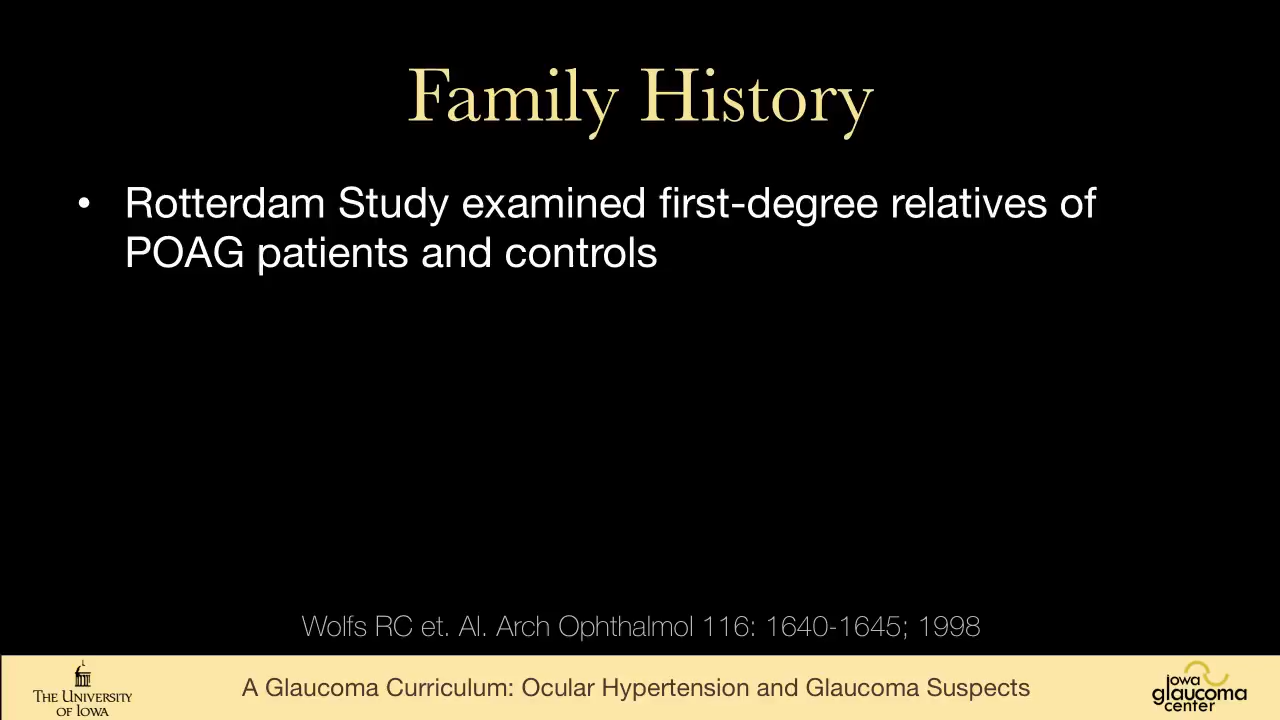 Family History
• Rotterdam Study examined first-degree relatives of
POAG patients and controls
Wolfs RC et. Al. Arch Ophthalmol 116: 1640-1645; 1998
THE UNIVERSITY
OF IOWA
A Glaucoma Curriculum: Ocular Hypertension and Glaucoma Suspects
iowa
glaucoma
center